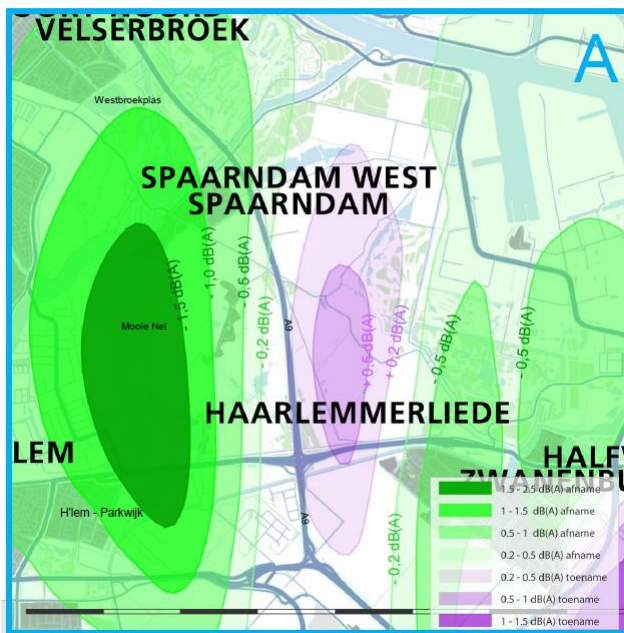 VELSERBROEK
A
Westbroekplas
SPAARNDAM WEST
SPAARNDAM
- 1,5 dB(A)
- 1,0 dB(A)
- 0,5 dB(A)
- 0,2 dB(A)
A9
Mooie Nel
+ 0,5 dB(A)
+ 0,2 dB(A)
- 0,5 dB(A)
- 0,5 dB(A)
HAARLEMMERLIEDE
LEM
HALFW
ZWANENBU
H'lem - Parkwijk
A9
- 0,2 dB(A)
1.5 - 2.5 dB(A) afname
1 - 1.5 dB(A) afname
0.5 - 1 dB(A) afname
0.2 - 0.5 dB(A) afname
0.2 - 0.5 dB(A) toename
0.5 - 1 dB(A) toename
1 - 1.5 dB(A) toename